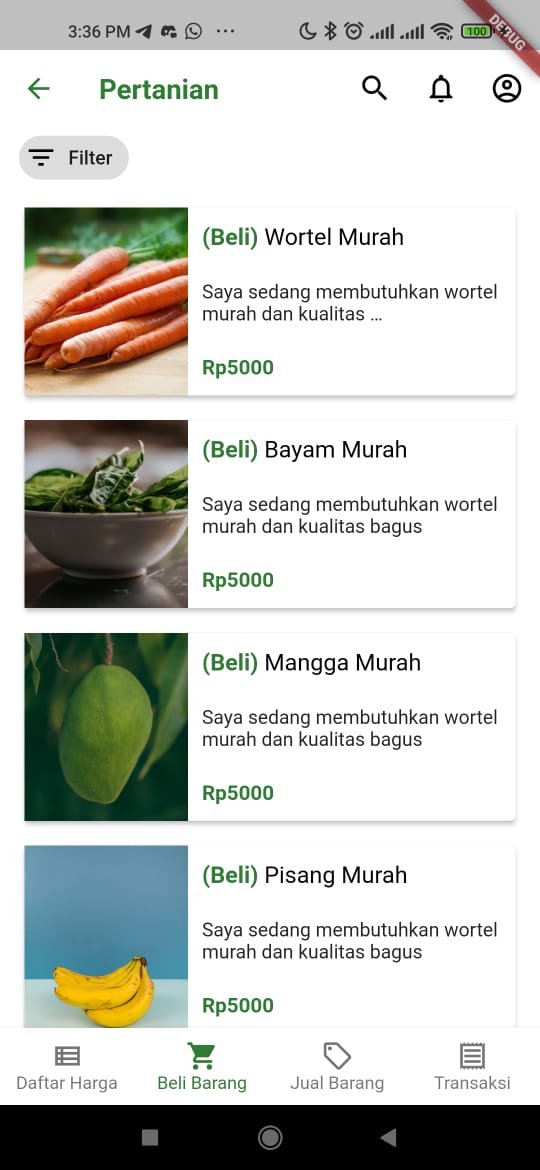 3:36 PM
100
DEBUG
Pertanian
Filter
(Beli) Wortel Murah
Saya sedang membutuhkan wortel
murah dan kualitas ...
Rp5000
(Beli) Bayam Murah
Saya sedang membutuhkan wortel
murah dan kualitas bagus
Rp5000
(Beli) Mangga Murah
Saya sedang membutuhkan wortel
murah dan kualitas bagus
Rp5000
(Beli) Pisang Murah
Saya sedang membutuhkan wortel
murah dan kualitas bagus
Rp5000
Daftar Harga
Beli Barang
Jual Barang
Transaksi